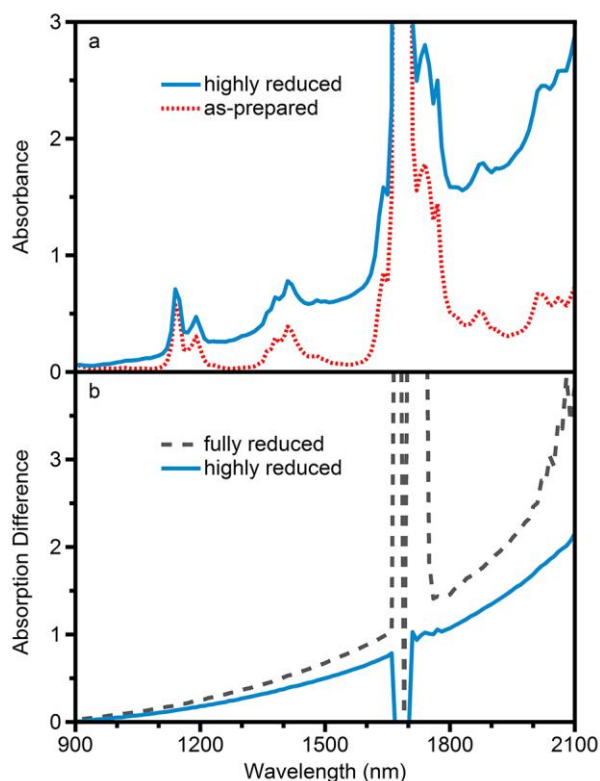 3
a
highly reduced
as-prepared
2
Absorbance
1
0
b
fully reduced
highly reduced
3
2
Absorption Difference
1
0
900 1200 1500 1800 2100
Wavelength (nm)